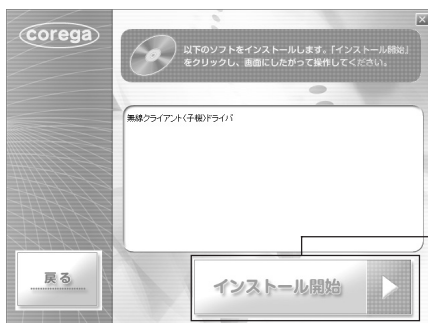 corega
以下のソフトをインストールします。「インストール開始」
をクリックし、画面にしたがって操作してください。
無線クライアント(子機)ドライバ
戻る
インストール開始